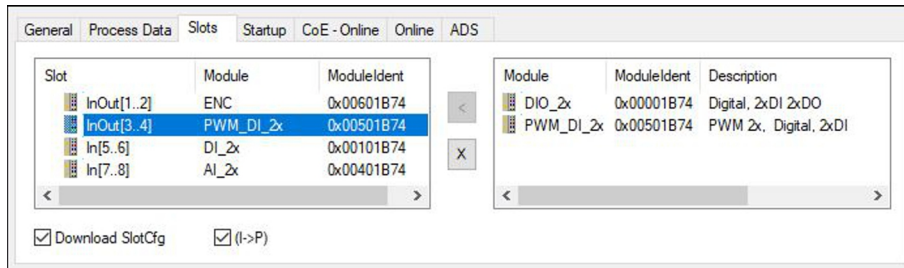 General Process Data Slots Startup CoE - Online Online ADS
Slot Module ModuleIdent
InOut[1..2] ENC 0x00601B74
InOut[3..4] PWM_DI_2x 0x00501B74
In[5..6] DI_2x 0x00101B74
In[7..8] AI_2x 0x00401B74
<
X
Module ModuleIdent Description
DIO_2x 0x00001B74 Digital, 2xDI 2xDO
PWM_DI_2x 0x00501B74 PWM 2x, Digital, 2xDI
Download SlotCfg (I->P)